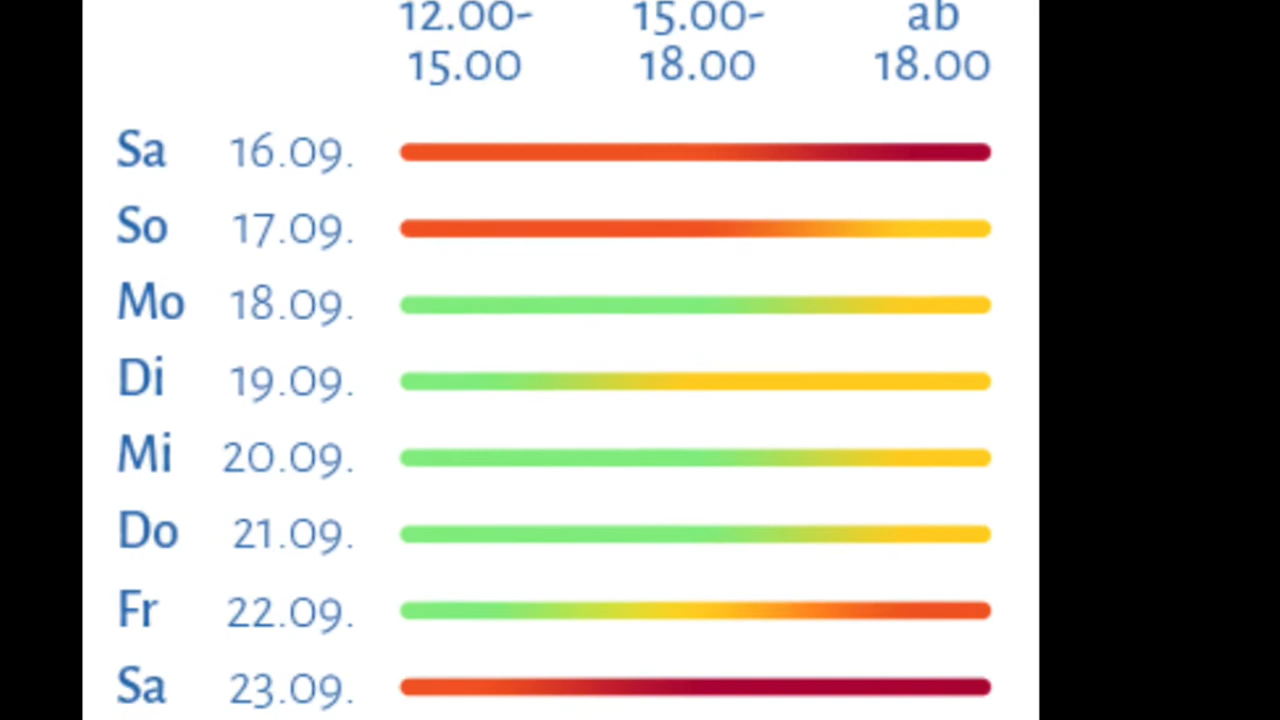 12.00- 15.00- ab
15.00 18.00 18.00
Sa 16.09.
So 17.09.
Mo 18.09.
Di 19.09.
Mi 20.09.
Do 21.09.
Fr 22.09.
Sa 23.09.